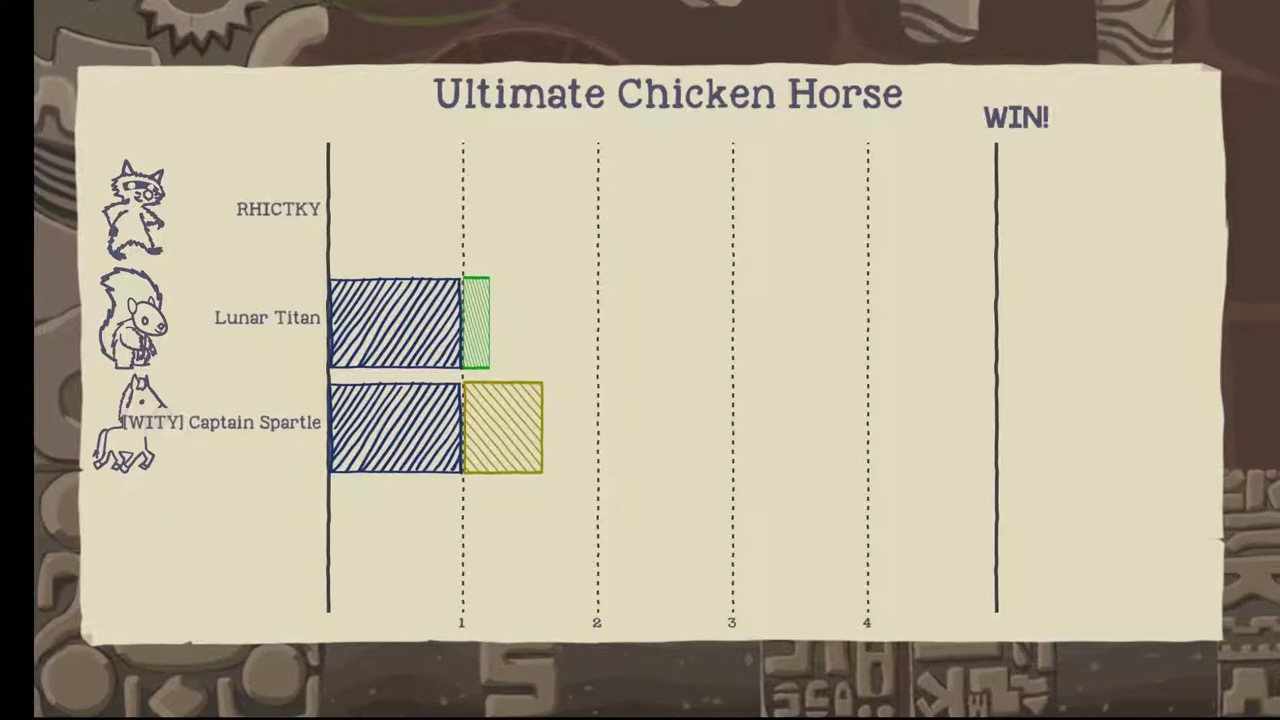 Ultimate Chicken Horse
WIN!
RHICTKY
Lunar Titan
[WITY] Captain Spartle
1 2 3 4